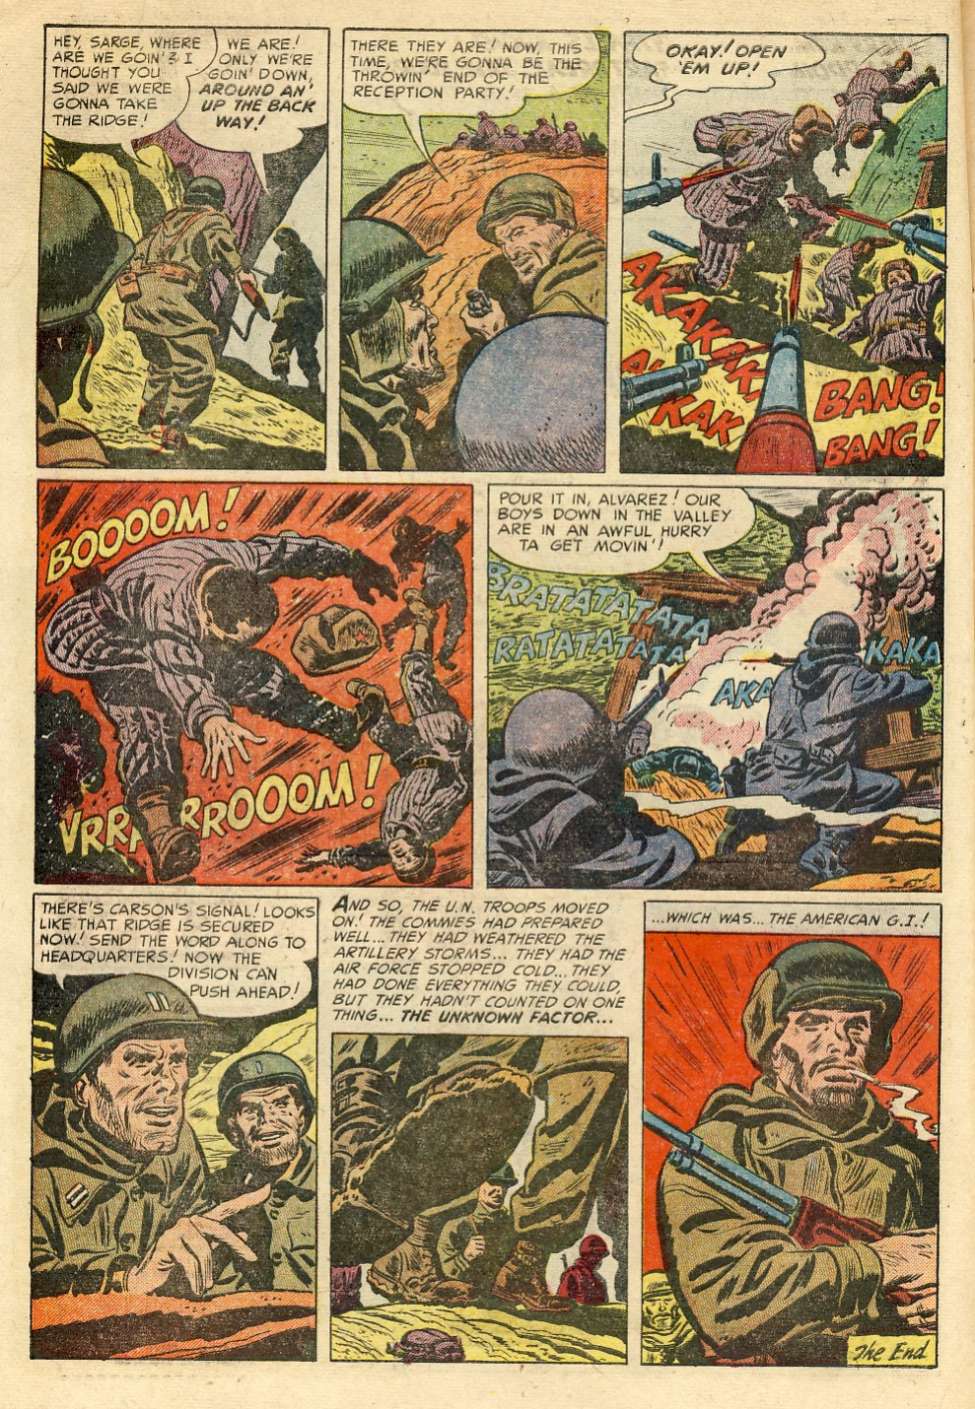 HEY, SARGE, WHERE
ARE WE GOIN'? I
THOUGHT YOU
SAID WE WERE
GONNA TAKE
THE RIDGE!
WE ARE!
ONLY WE'RE
GOIN' DOWN,
AROUND AN'
UP THE BACK
WAY!
THERE THEY ARE! NOW, THIS
TIME, WE'RE GONNA BE THE
THROWIN' END OF THE
RECEPTION PARTY!
OKAY! OPEN
'EM UP!
AKAKAKAK
AKAKAK
BANG!
BANG!
BOOOOM!
VRRRRRROOOM!
POUR IT IN, ALVAREZ! OUR
BOYS DOWN IN THE VALLEY
ARE IN AN AWFUL HURRY
TA GET MOVIN'!
BRATATATATA
RATATATATATA
AKA
KAKA
THERE'S CARSON'S SIGNAL! LOOKS
LIKE THAT RIDGE IS SECURED
NOW! SEND THE WORD ALONG TO
HEADQUARTERS! NOW THE
DIVISION CAN
PUSH AHEAD!
AND SO, THE U.N. TROOPS MOVED
ON! THE COMMIES HAD PREPARED
WELL... THEY HAD WEATHERED THE
ARTILLERY STORMS... THEY HAD THE
AIR FORCE STOPPED COLD... THEY
HAD DONE EVERYTHING THEY COULD,
BUT THEY HADN'T COUNTED ON ONE
THING... THE UNKNOWN FACTOR...
...WHICH WAS... THE AMERICAN G.I.!
The End